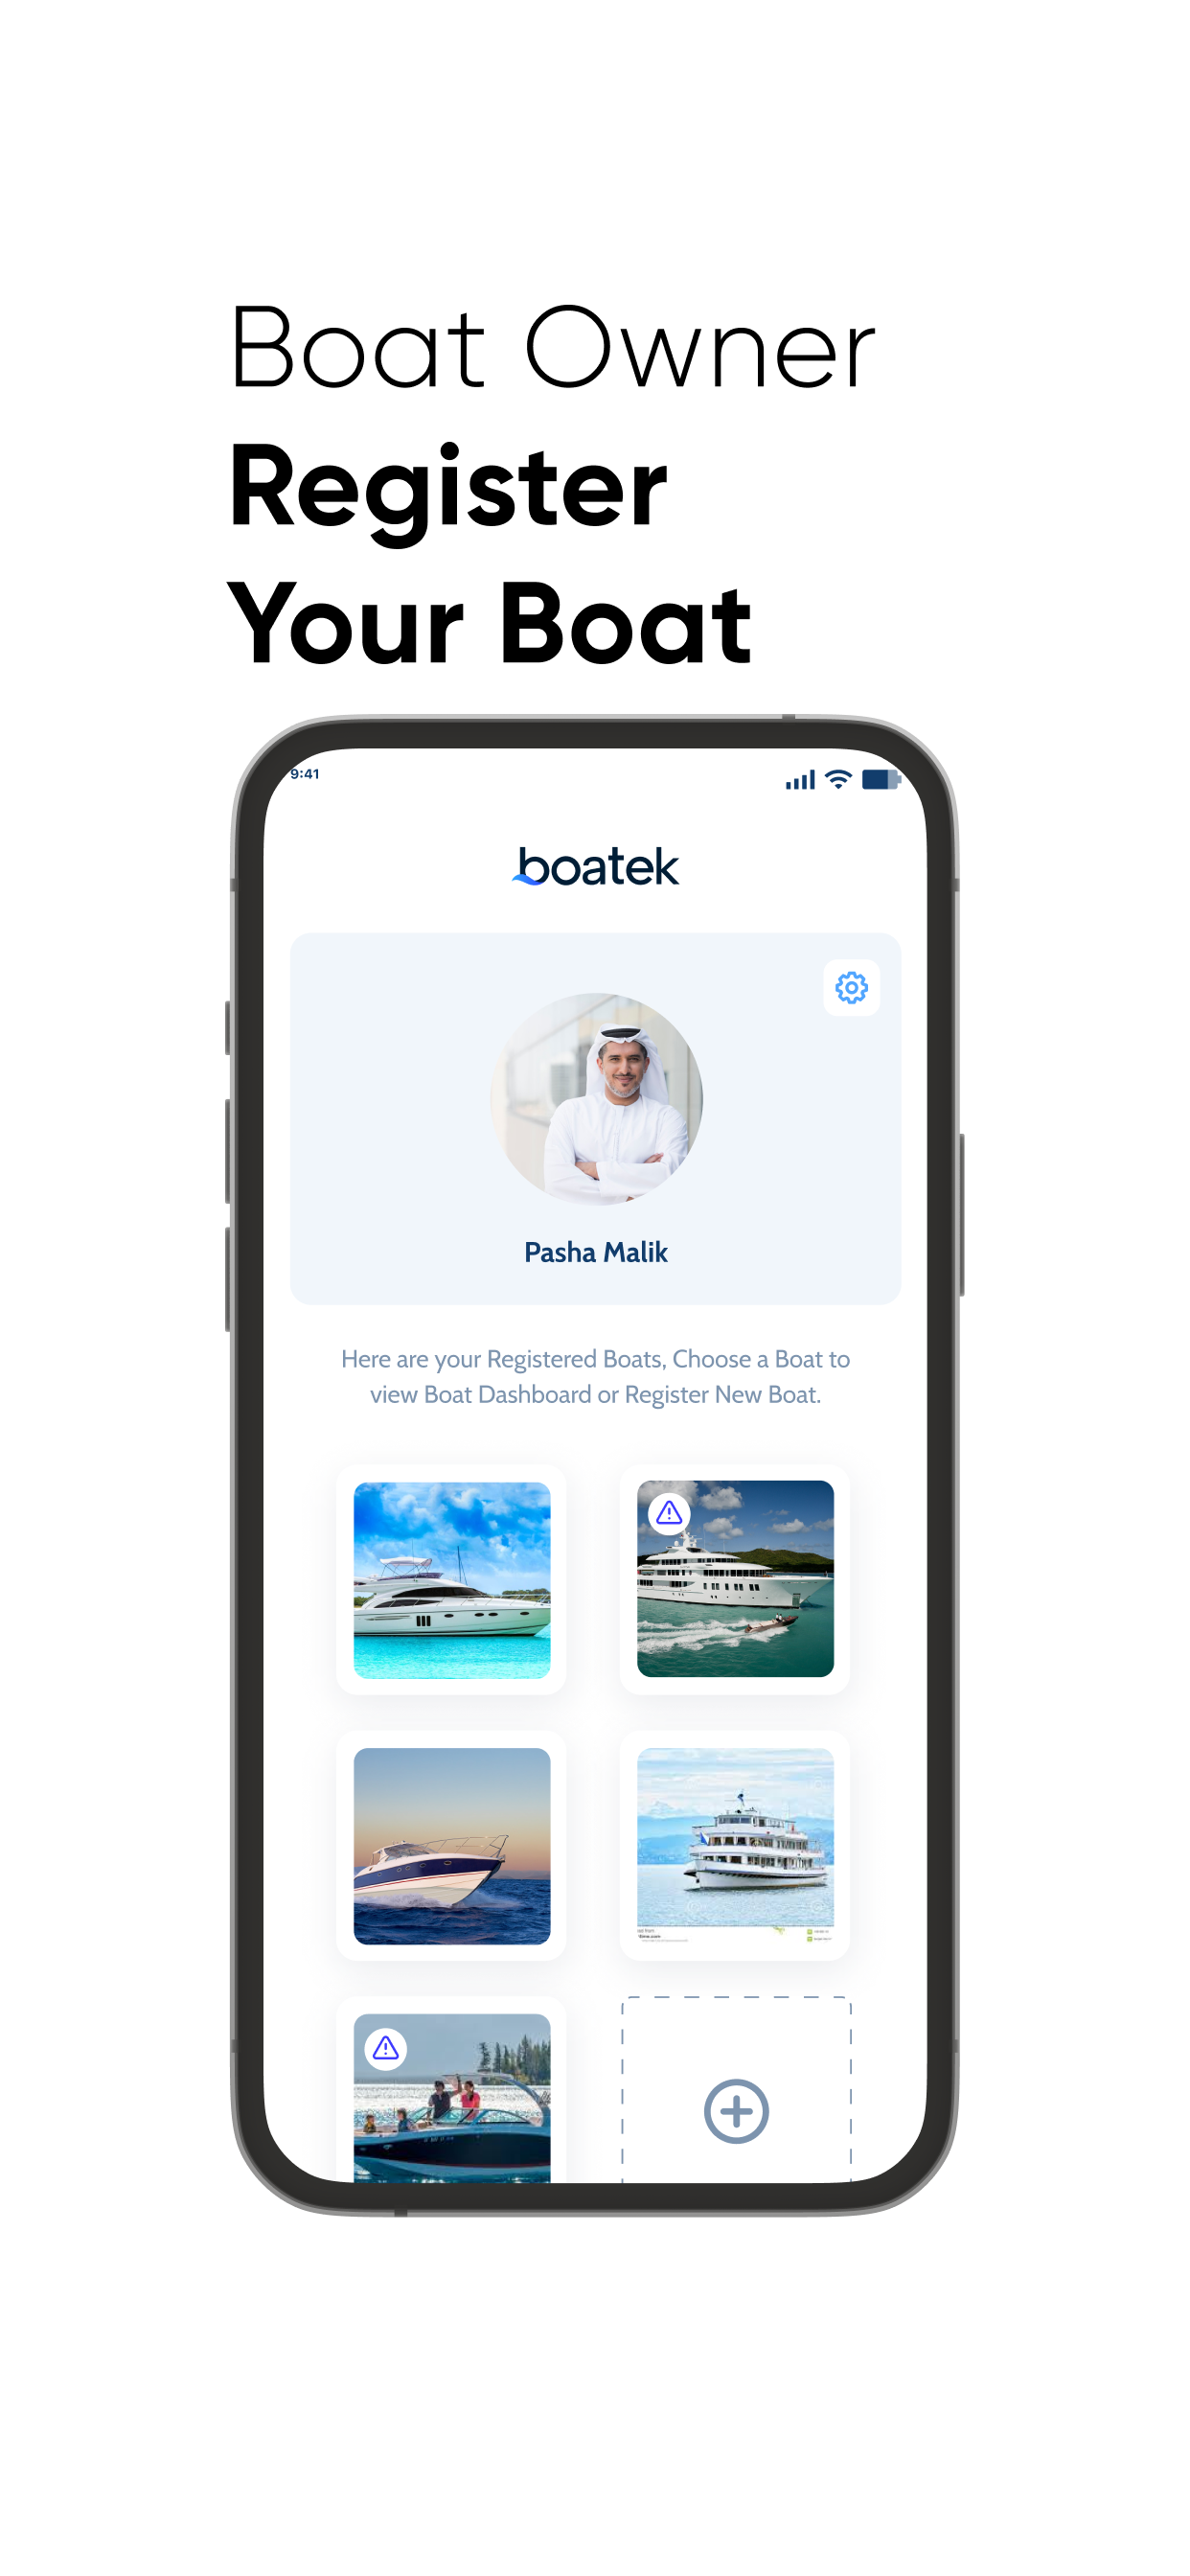 Boat Owner
Register
Your Boat
9:41
boatek
Pasha Malik
Here are your Registered Boats, Choose a Boat to
view Boat Dashboard or Register New Boat.